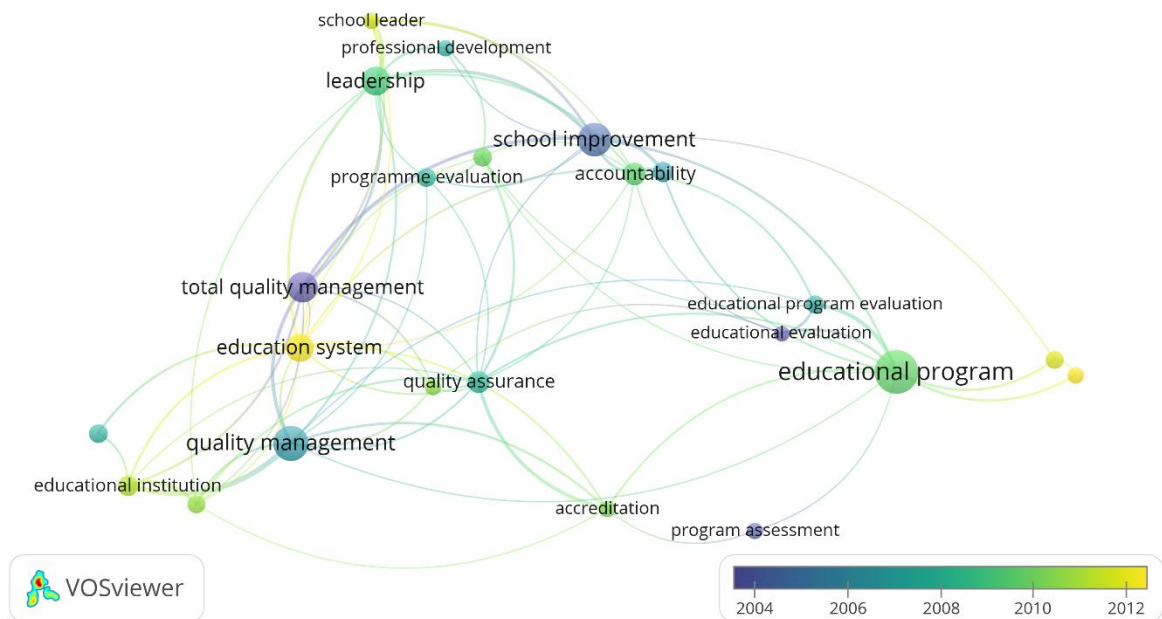 school leader
professional development
leadership
school improvement
programme evaluation
accountability
total quality management
educational program evaluation
educational evaluation
education system
educational program
quality assurance
quality management
educational institution
accreditation
program assessment
VOSviewer
2004 2006 2008 2010 2012